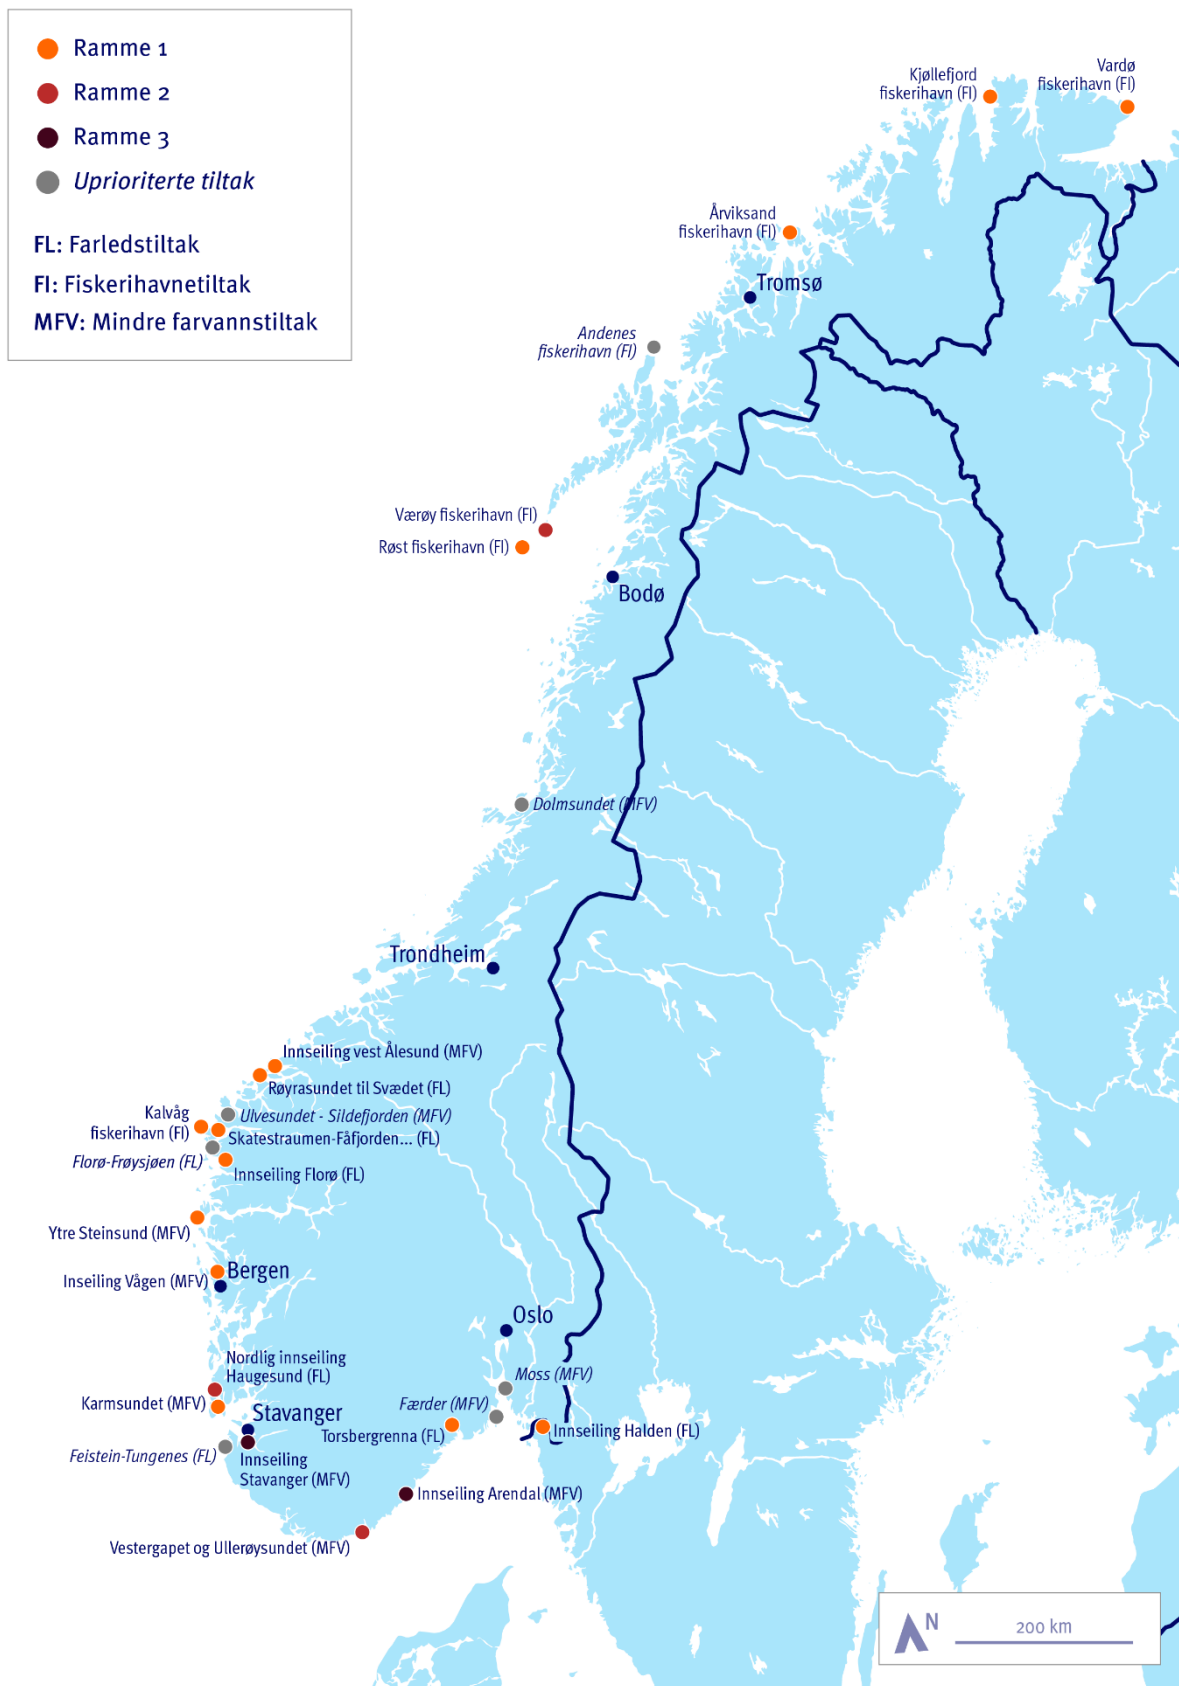 Ramme 1
Ramme 2
Ramme 3
Uprioriterte tiltak
FL: Farledstiltak
FI: Fiskerihavnetiltak
MFV: Mindre farvannstiltak
Kjøllefjord
fiskerihavn (FI)
Vardø
fiskerihavn (FI)
Årviksand
fiskerihavn (FI)
Tromsø
Andenes
fiskerihavn (FI)
Værøy fiskerihavn (FI)
Røst fiskerihavn (FI)
Bodø
Dolmsundet (MFV)
Trondheim
Innseiling vest Ålesund (MFV)
Røyrasundet til Svædet (FL)
Ulvesundet - Sildefjorden (MFV)
Kalvåg
fiskerihavn (FI)
Skatestraumen-Fåfjorden... (FL)
Florø-Frøysjøen (FL)
Innseiling Florø (FL)
Ytre Steinsund (MFV)
Bergen
Inseiling Vågen (MFV)
Oslo
Nordlig innseiling
Haugesund (FL)
Moss (MFV)
Karmsundet (MFV)
Færder (MFV)
Stavanger
Torsbergrenna (FL)
Innseiling Halden (FL)
Feistein-Tungenes (FL)
Innseiling
Stavanger (MFV)
Innseiling Arendal (MFV)
Vestergapet og Ullerøysundet (MFV)
N
200 km